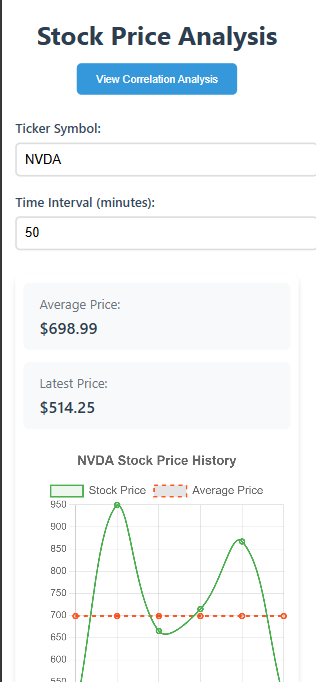 Stock Price Analysis
View Correlation Analysis
Ticker Symbol:
NVDA
Time Interval (minutes):
50
Average Price:
$698.99
Latest Price:
$514.25
NVDA Stock Price History
Stock Price Average Price
950
900
850
800
750
700
650
600
550